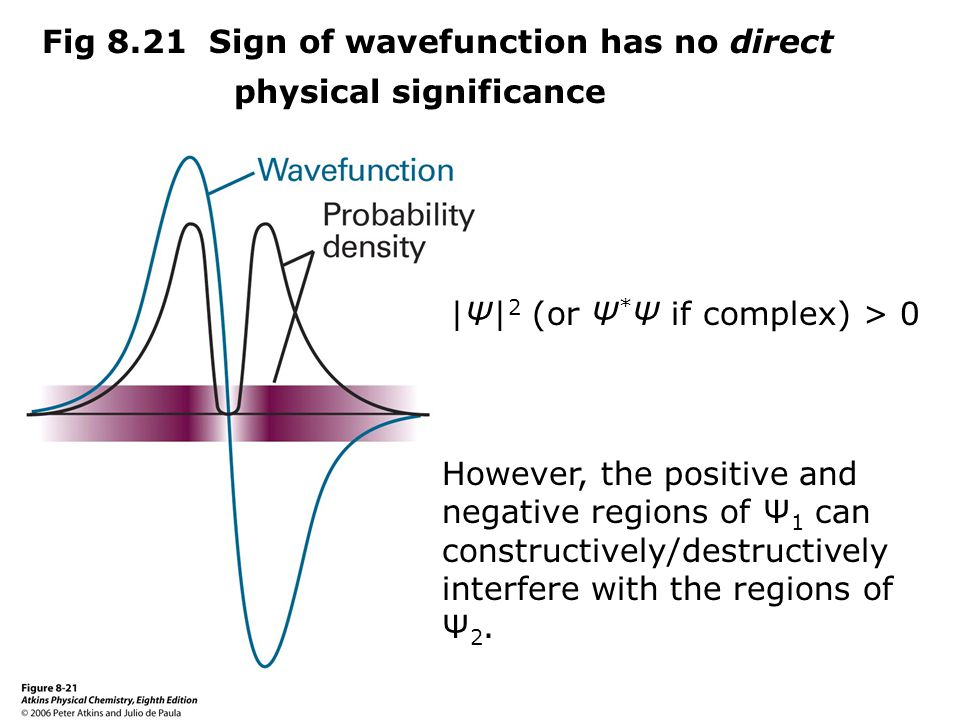 Fig 8.21  Sign of wavefunction has no direct
physical significance
Wavefunction
Probability
density
|Ψ|² (or Ψ*Ψ if complex) > 0
However, the positive and
negative regions of Ψ₁ can
constructively/destructively
interfere with the regions of
Ψ₂.
Figure 8-21
Atkins Physical Chemistry, Eighth Edition
© 2006 Peter Atkins and Julio de Paula